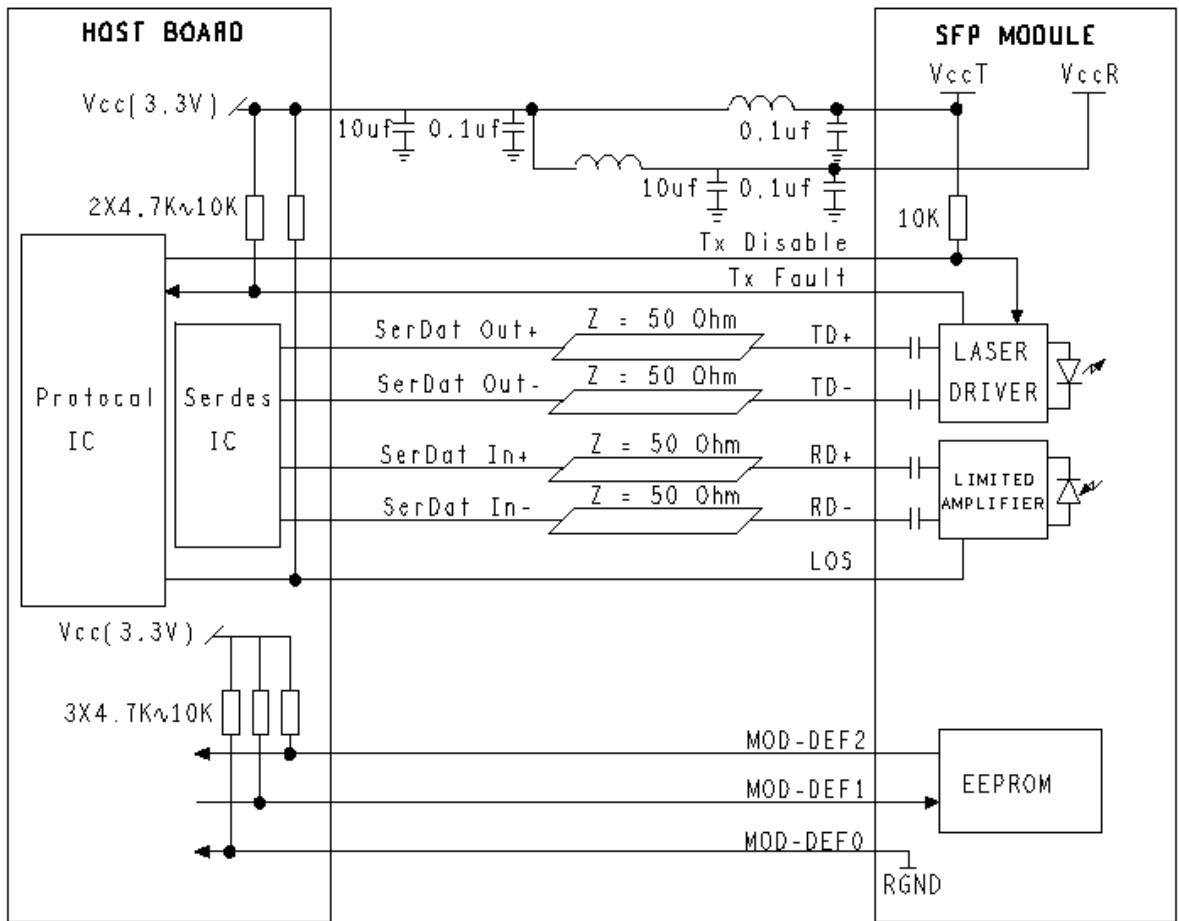 HOST BOARD
SFP MODULE
VccT
VccR
Vcc(3.3V)
10uf
0.1uf
0.1uf
10uf
0.1uf
2X4.7K~10K
10K
Tx Disable
Tx Fault
SerDat Out+
Z = 50 Ohm
TD+
SerDat Out-
Z = 50 Ohm
TD-
LASER
DRIVER
Protocal
IC
Serdes
IC
SerDat In+
Z = 50 Ohm
RD+
SerDat In-
Z = 50 Ohm
RD-
LIMITED
AMPLIFIER
LOS
Vcc(3.3V)
3X4.7K~10K
MOD-DEF2
MOD-DEF1
MOD-DEF0
EEPROM
RGND